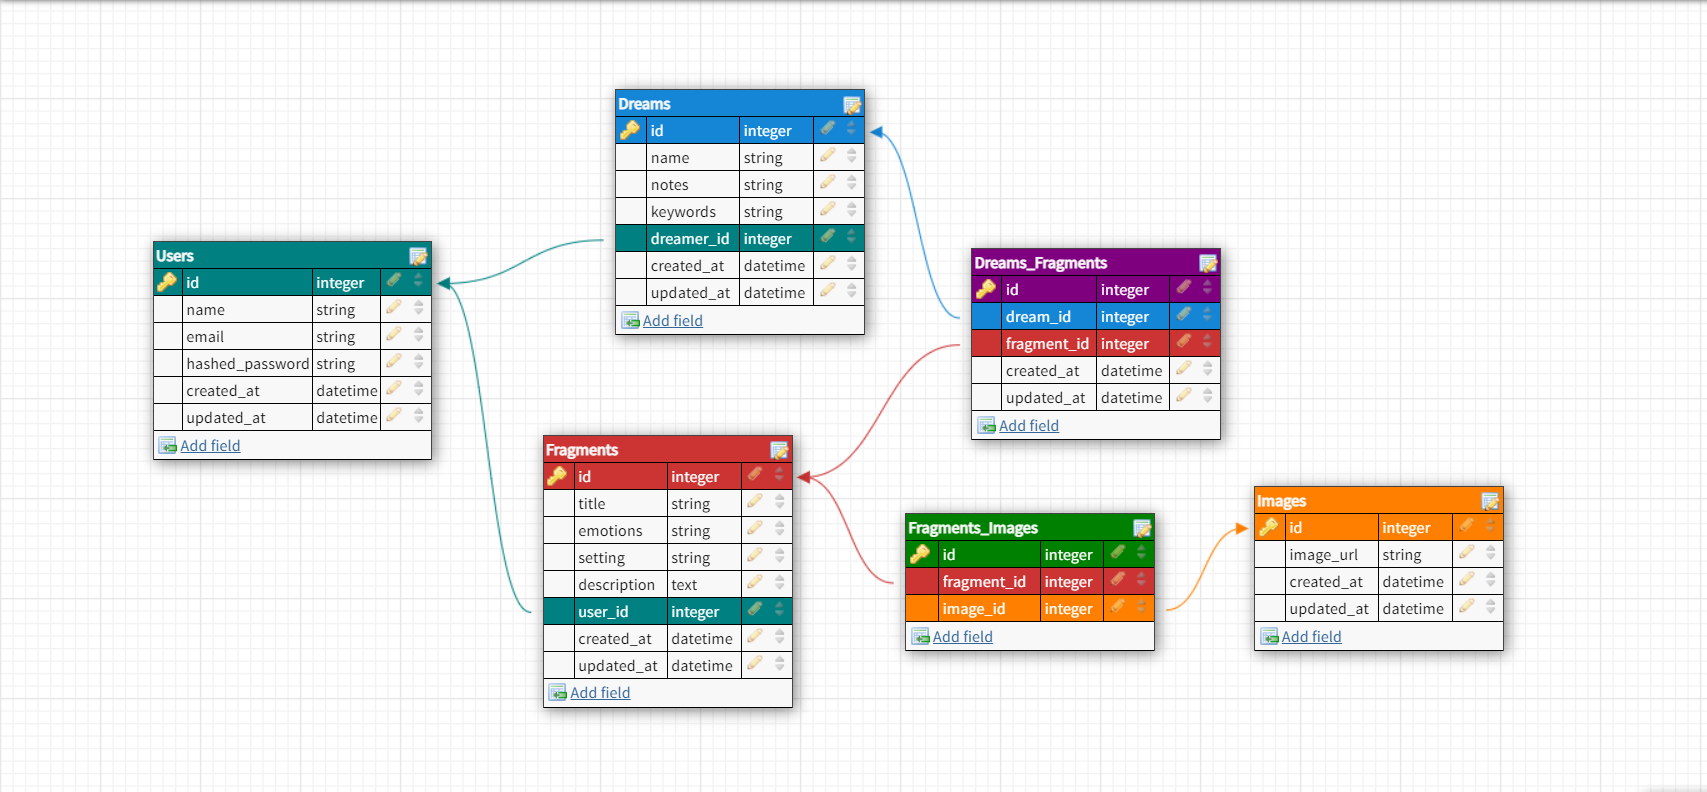 Dreams
id integer
name string
notes string
keywords string
dreamer_id integer
created_at datetime
updated_at datetime
Add field
Users
id integer
name string
email string
hashed_password string
created_at datetime
updated_at datetime
Add field
Dreams_Fragments
id integer
dream_id integer
fragment_id integer
created_at datetime
updated_at datetime
Add field
Fragments
id integer
title string
emotions string
setting string
description text
user_id integer
created_at datetime
updated_at datetime
Add field
Fragments_Images
id integer
fragment_id integer
image_id integer
Add field
Images
id integer
image_url string
created_at datetime
updated_at datetime
Add field